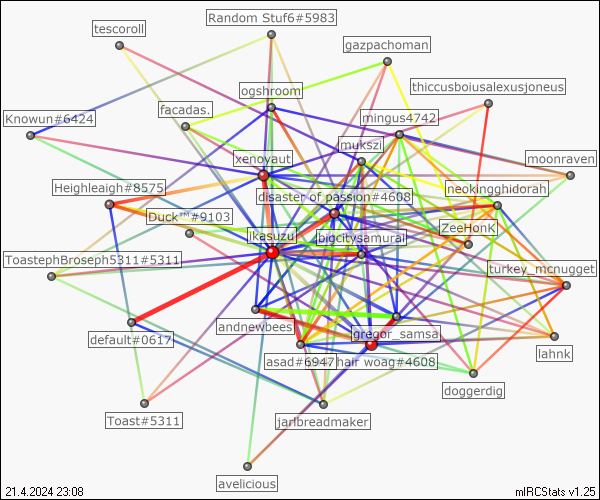 Random Stuf6#5983
tescoroll
gazpachoman
thiccusboiusalexusjoneus
ogshroom
facadas.
mingus4742
Knowun#6424
mukszi
xenovaut
moonraven
Heighleaigh#8575
disaster of passion#4608
neokingghidorah
Duck™#9103
ZeeHonk
ikasuzu
bigcitysamurai
ToastephBroseph5311#5311
turkey_mcnugget
andnewbees
default#0617
gregor_samsa
lahnk
asad#6947
hair woag#4608
doggerdig
Toast#5311
jarlbreadmaker
avelicious
21.4.2024 23:08
mIRCStats v1.25